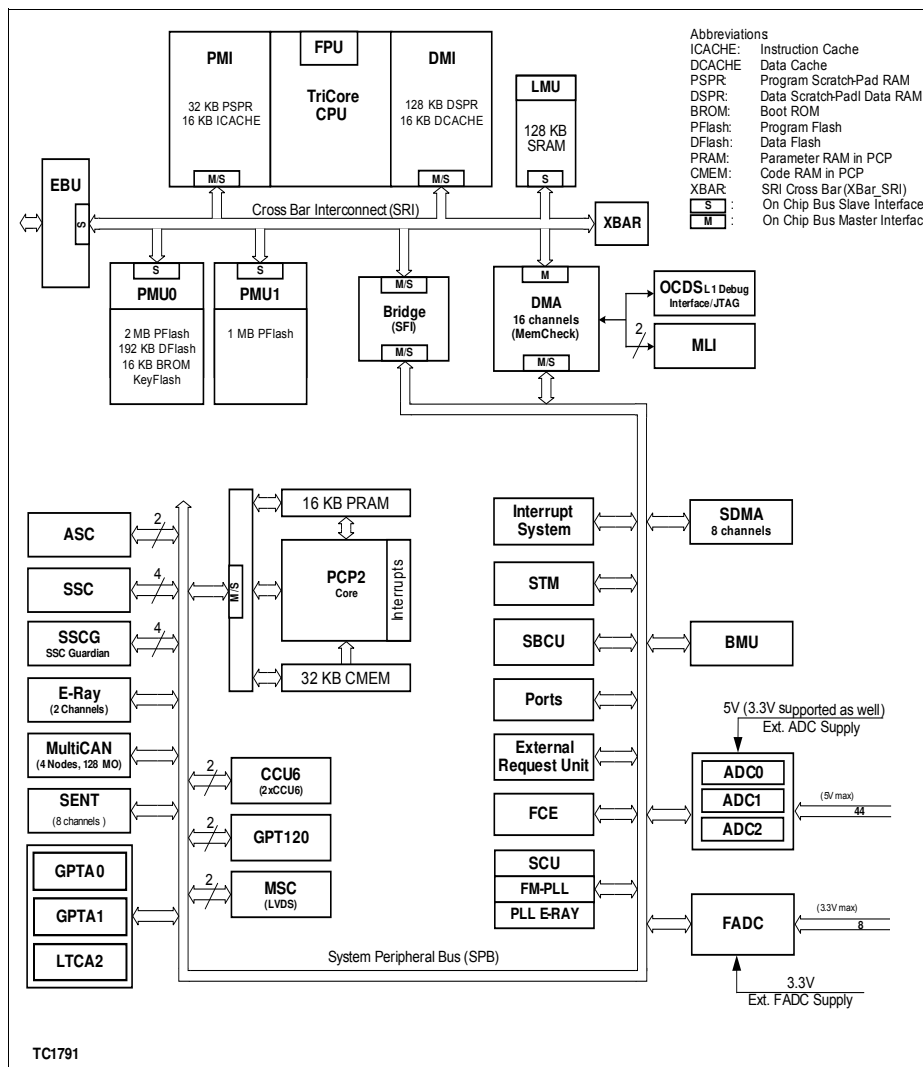 PMI
32 KB PSPR
16 KB ICACHE
M/S
FPU
TriCore
CPU
DMI
128 KB DSPR
16 KB DCACHE
M/S
LMU
128 KB
SRAM
S
Abbreviations
ICACHE: Instruction Cache
DCACHE Data Cache
PSPR: Program Scratch-Pad RAM
DSPR: Data Scratch-Padl Data RAM
BROM: Boot ROM
PFlash: Program Flash
DFlash: Data Flash
PRAM: Parameter RAM in PCP
CMEM: Code RAM in PCP
XBAR: SRI Cross Bar (XBar_SRI)
S : On Chip Bus Slave Interface
M : On Chip Bus Master Interface
EBU
S
Cross Bar Interconnect (SRI)
XBAR
S
PMU0
2 MB PFlash
192 KB DFlash
16 KB BROM
KeyFlash
S
PMU1
1 MB PFlash
M/S
Bridge
(SFI)
M/S
M
DMA
16 channels
(MemCheck)
M/S
OCDS L1 Debug
Interface/JTAG
2
MLI
ASC
2
SSC
4
SSCG
SSC Guardian
4
E-Ray
(2 Channels)
MultiCAN
(4 Nodes, 128 MO)
SENT
(8 channels )
GPTA0
GPTA1
LTCA2
M/S
16 KB PRAM
PCP2
Core
Interrupts
32 KB CMEM
2
CCU6
(2xCCU6)
2
GPT120
2
MSC
(LVDS)
System Peripheral Bus (SPB)
Interrupt
System
STM
SBCU
Ports
External
Request Unit
FCE
SCU
FM-PLL
PLL E-RAY
SDMA
8 channels
BMU
5V (3.3V supported as well)
Ext. ADC Supply
ADC0
ADC1
ADC2
(5V max)
44
FADC
(3.3V max)
8
3.3V
Ext. FADC Supply
TC1791